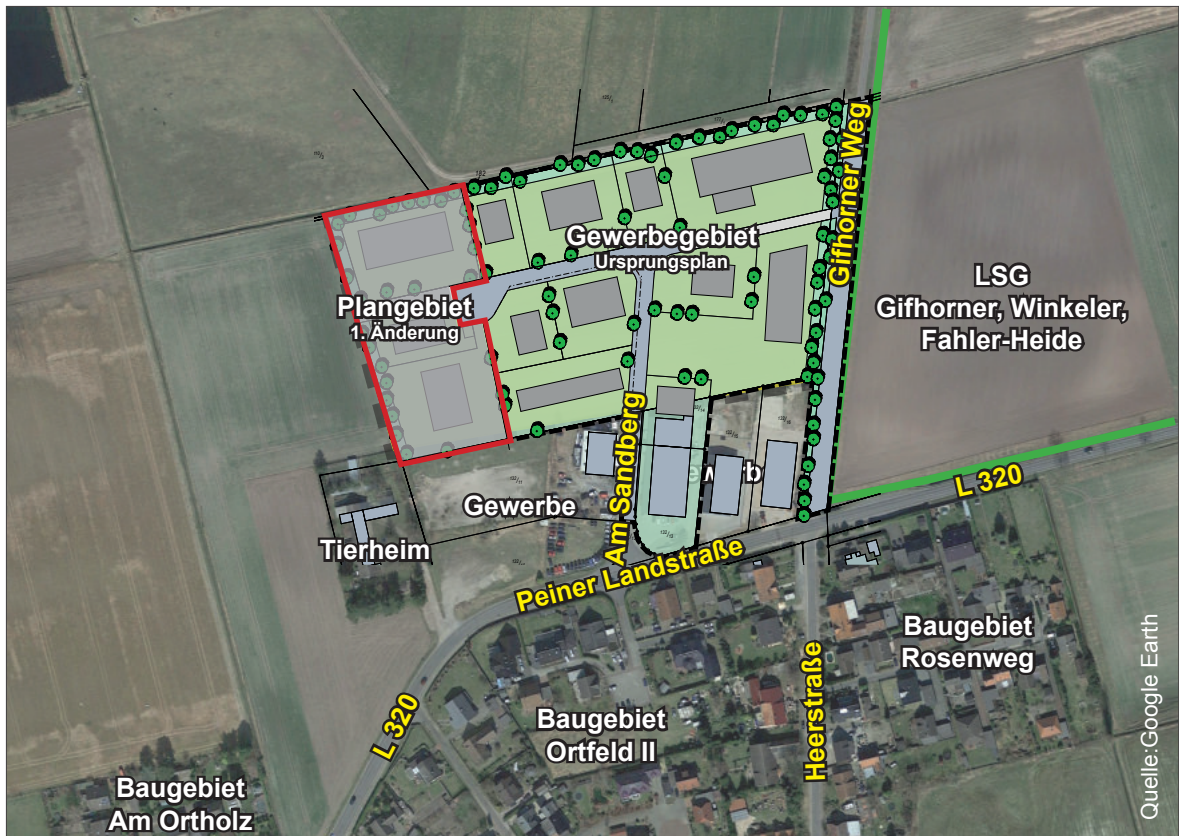 Gifhorner Weg
182
Gewerbegebiet
Ursprungsplan
LSG
Gifhorner, Winkeler,
Fahler-Heide
Plangebiet
1. Änderung
Am Sandberg
Gewerbe
L 320
Tierheim
Peiner Landstraße
Baugebiet
Rosenweg
Heerstraße
Baugebiet
Ortfeld II
L 320
Baugebiet
Am Ortholz
Quelle:Google Earth